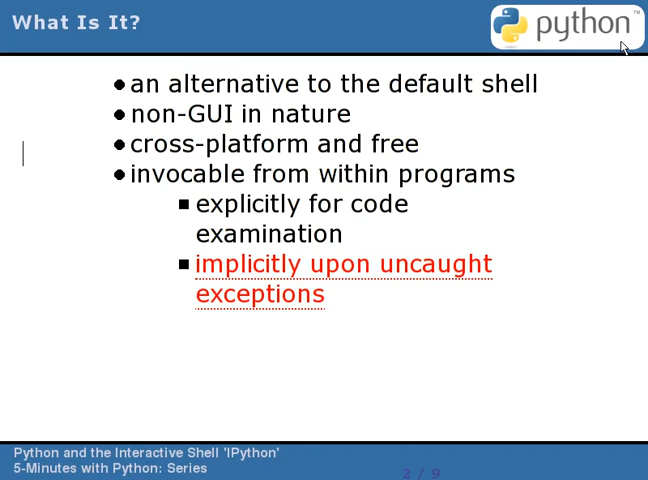 What Is It?
python™
an alternative to the default shell
non-GUI in nature
cross-platform and free
invocable from within programs
explicitly for code
examination
implicitly upon uncaught
exceptions
Python and the Interactive Shell 'IPython'
5-Minutes with Python: Series
2 / 9